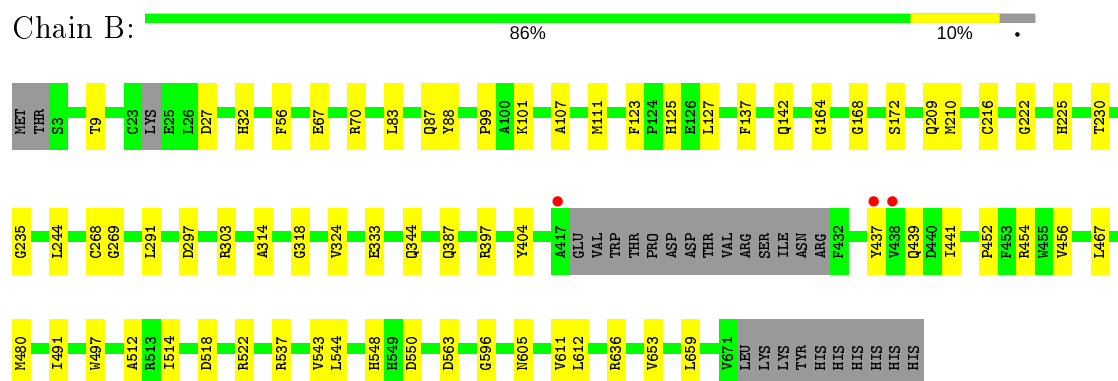 Chain B:
86% 10% •
MET THR S3 T9 C23 LYS E25 L26 D27 H32 F56 E67 R70 L83 Q87 Y88 P99 A100 K101 A107 M111 F123 P124 H125 E126 L127 F137 Q142 G164 G168 S172 Q209 M210 C216 G222 H225 T230
G235 L244 C268 G269 L291 D297 R303 A314 G318 V324 E333 Q344 Q387 R397 Y404 A417 GLU VAL TRP THR PRO ASP ASP THR VAL ARG SER ILE ASN ARG F432 Y437 V438 Q439 D440 I441 P452 F453 R454 W455 V456 L467
M480 I491 W497 A512 R513 I514 D518 R522 R537 V543 L544 H548 H549 D550 D563 G596 N605 V611 L612 R636 V653 L659 V671 LEU LYS LYS TYR HIS HIS HIS HIS HIS HIS